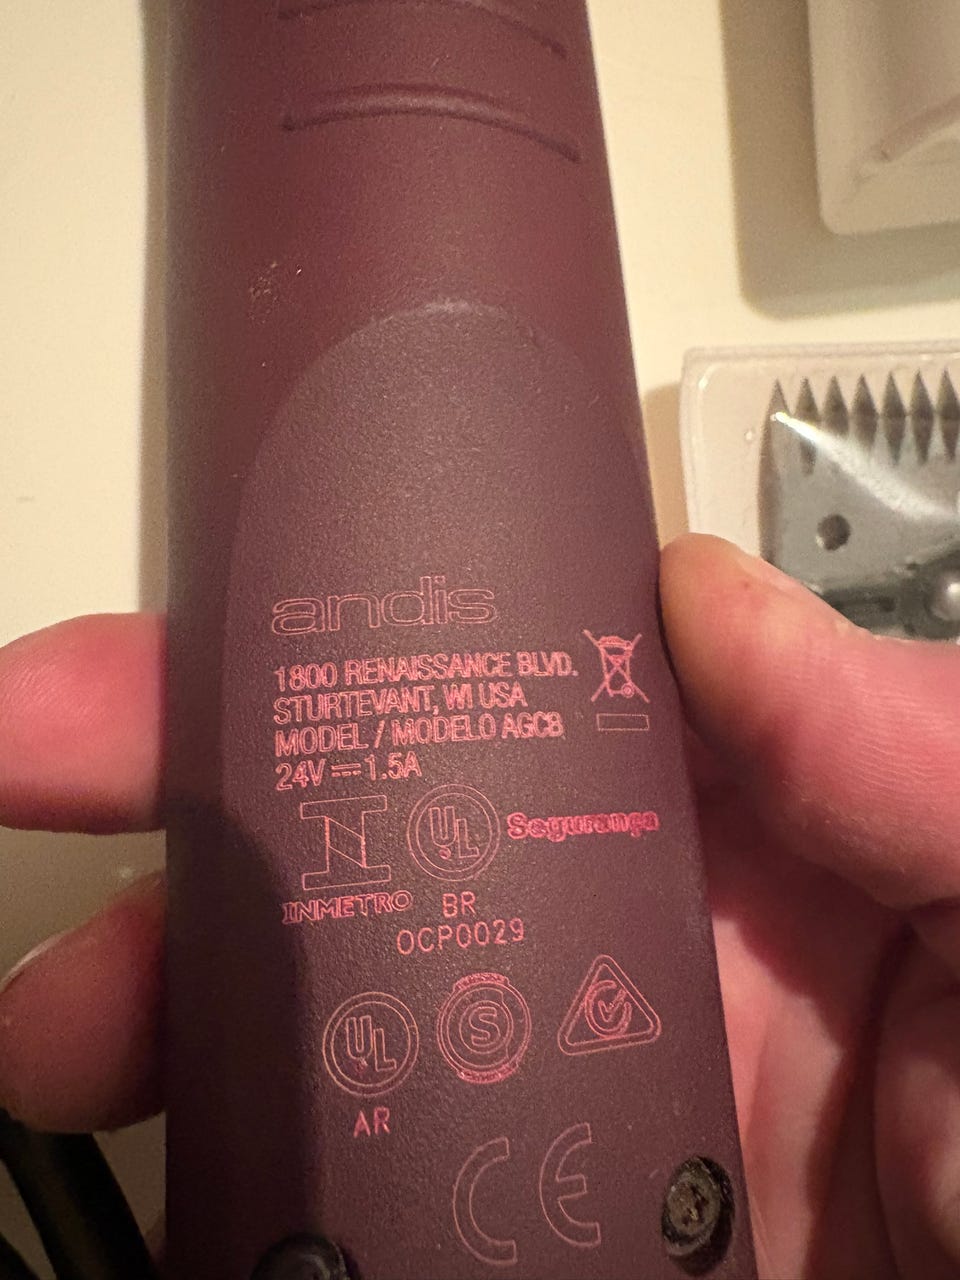 andis
1800 RENAISSANCE BLVD.
STURTEVANT, WI USA
MODEL / MODELO AGCB
24V ⎓ 1.5A
UL Segurança
INMETRO BR
OCP0029
UL S
AR
CE